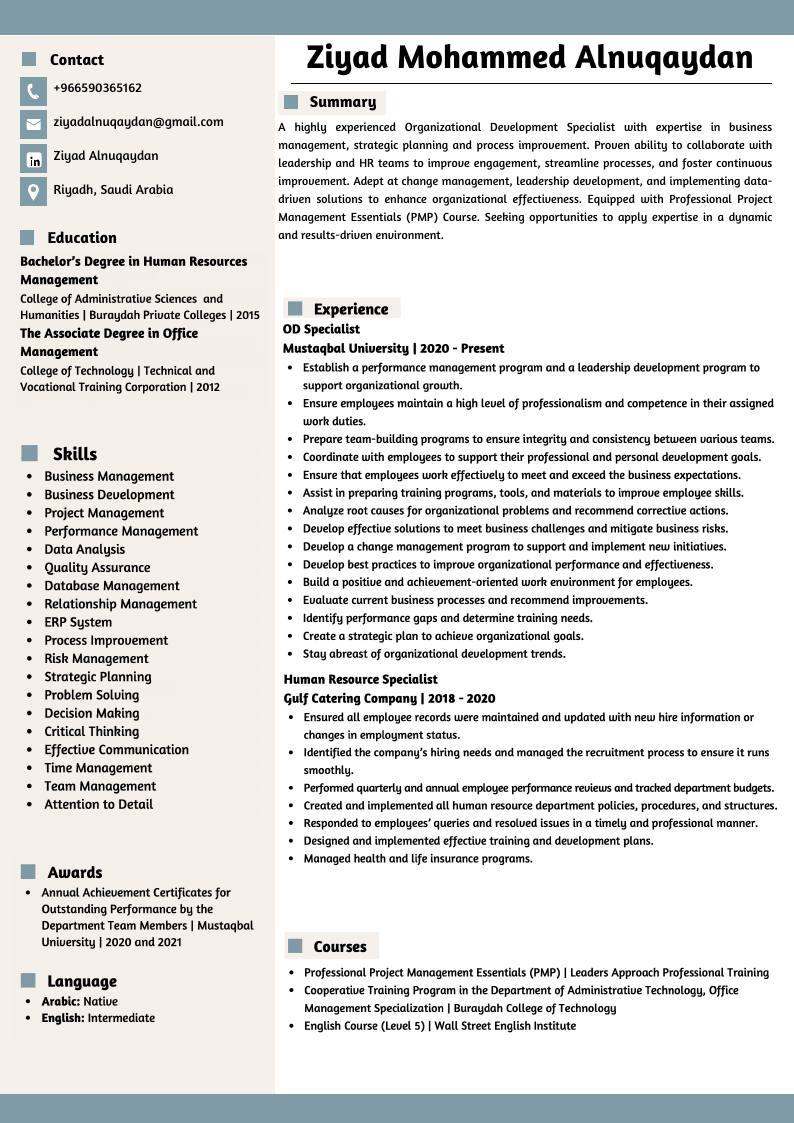 Ziyad Mohammed Alnuqaydan
Contact
+966590365162
ziyadalnuqaydan@gmail.com
Ziyad Alnuqaydan
Riyadh, Saudi Arabia
Education
Bachelor's Degree in Human Resources
Management
College of Administrative Sciences and
Humanities | Buraydah Private Colleges | 2015
The Associate Degree in Office
Management
College of Technology | Technical and
Vocational Training Corporation | 2012
Skills
• Business Management
• Business Development
• Project Management
• Performance Management
• Data Analysis
• Quality Assurance
• Database Management
• Relationship Management
• ERP System
• Process Improvement
• Risk Management
• Strategic Planning
• Problem Solving
• Decision Making
• Critical Thinking
• Effective Communication
• Time Management
• Team Management
• Attention to Detail
Awards
• Annual Achievement Certificates for
Outstanding Performance by the
Department Team Members | Mustaqbal
University | 2020 and 2021
Language
• Arabic: Native
• English: Intermediate
Summary
A highly experienced Organizational Development Specialist with expertise in business
management, strategic planning and process improvement. Proven ability to collaborate with
leadership and HR teams to improve engagement, streamline processes, and foster continuous
improvement. Adept at change management, leadership development, and implementing data-
driven solutions to enhance organizational effectiveness. Equipped with Professional Project
Management Essentials (PMP) Course. Seeking opportunities to apply expertise in a dynamic
and results-driven environment.
Experience
OD Specialist
Mustaqbal University | 2020 - Present
• Establish a performance management program and a leadership development program to
support organizational growth.
• Ensure employees maintain a high level of professionalism and competence in their assigned
work duties.
• Prepare team-building programs to ensure integrity and consistency between various teams.
• Coordinate with employees to support their professional and personal development goals.
• Ensure that employees work effectively to meet and exceed the business expectations.
• Assist in preparing training programs, tools, and materials to improve employee skills.
• Analyze root causes for organizational problems and recommend corrective actions.
• Develop effective solutions to meet business challenges and mitigate business risks.
• Develop a change management program to support and implement new initiatives.
• Develop best practices to improve organizational performance and effectiveness.
• Build a positive and achievement-oriented work environment for employees.
• Evaluate current business processes and recommend improvements.
• Identify performance gaps and determine training needs.
• Create a strategic plan to achieve organizational goals.
• Stay abreast of organizational development trends.
Human Resource Specialist
Gulf Catering Company | 2018 - 2020
• Ensured all employee records were maintained and updated with new hire information or
changes in employment status.
• Identified the company's hiring needs and managed the recruitment process to ensure it runs
smoothly.
• Performed quarterly and annual employee performance reviews and tracked department budgets.
• Created and implemented all human resource department policies, procedures, and structures.
• Responded to employees' queries and resolved issues in a timely and professional manner.
• Designed and implemented effective training and development plans.
• Managed health and life insurance programs.
Courses
• Professional Project Management Essentials (PMP) | Leaders Approach Professional Training
• Cooperative Training Program in the Department of Administrative Technology, Office
Management Specialization | Buraydah College of Technology
• English Course (Level 5) | Wall Street English Institute